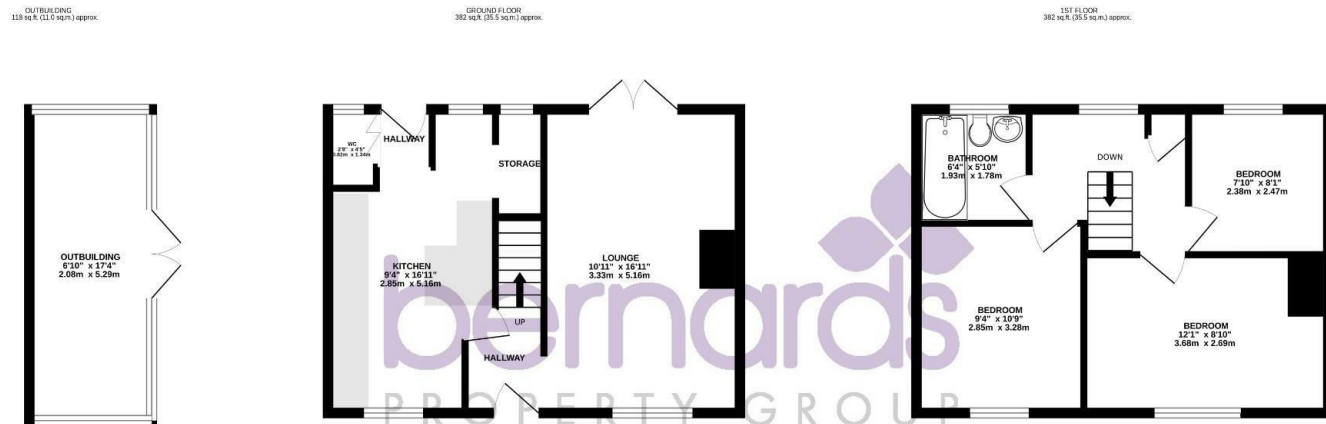 OUTBUILDING
118 sq.ft. (11.0 sq.m.) approx.
GROUND FLOOR
382 sq.ft. (35.5 sq.m.) approx.
1ST FLOOR
382 sq.ft. (35.5 sq.m.) approx.
OUTBUILDING
6'10" x 17'4"
2.08m x 5.29m
WC
HALLWAY
STORAGE
KITCHEN
9'4" x 16'11"
2.85m x 5.16m
UP
HALLWAY
LOUNGE
10'11" x 16'11"
3.33m x 5.16m
BATHROOM
6'4" x 5'10"
1.93m x 1.78m
DOWN
BEDROOM
7'10" x 8'1"
2.38m x 2.47m
BEDROOM
9'4" x 10'9"
2.85m x 3.28m
BEDROOM
12'1" x 8'10"
3.68m x 2.69m
bernards
PROPERTY GROUP